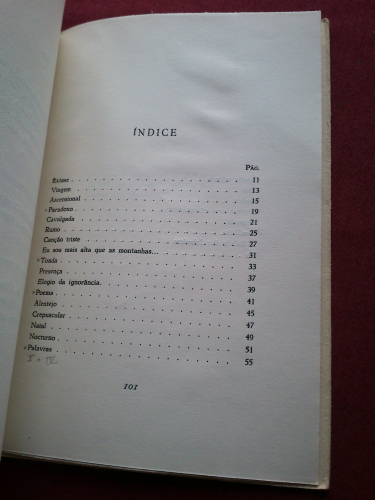 ÍNDICE
PÁG.
Êxtase . . . . . . . . . . . . . . . 11
Viagem . . . . . . . . . . . . . . . 13
Ascensional . . . . . . . . . . . . . 15
Paradoxo . . . . . . . . . . . . . . 19
Cavalgada . . . . . . . . . . . . . . 21
Rumo . . . . . . . . . . . . . . . . 25
Canção triste . . . . . . . . . . . . 27
Eu sou mais alta que as montanhas... . . . . . . 31
Toada . . . . . . . . . . . . . . . 33
Presença . . . . . . . . . . . . . . 37
Elogio da ignorância. . . . . . . . . . . 39
Poema . . . . . . . . . . . . . . . 41
Alentejo . . . . . . . . . . . . . . 45
Crepuscular . . . . . . . . . . . . . 47
Natal . . . . . . . . . . . . . . . 49
Nocturno . . . . . . . . . . . . . . 51
Palavras . . . . . . . . . . . . . . 55
101